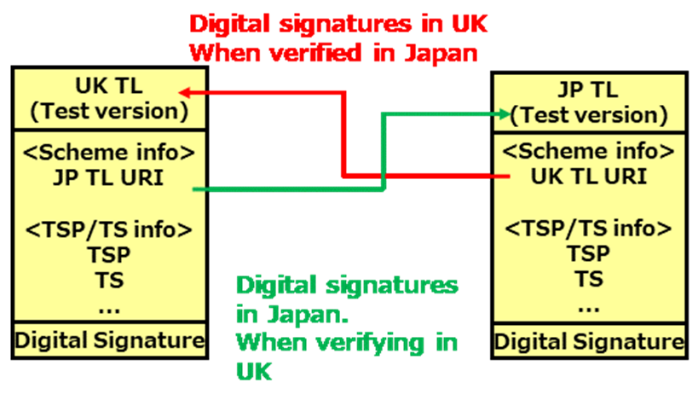 Digital signatures in UK
When verified in Japan
UK TL
(Test version)
<Scheme info>
JP TL URI
<TSP/TS info>
TSP
TS
...
Digital Signature
JP TL
(Test version)
<Scheme info>
UK TL URI
<TSP/TS info>
TSP
TS
...
Digital Signature
Digital signatures
in Japan.
When verifying in
UK